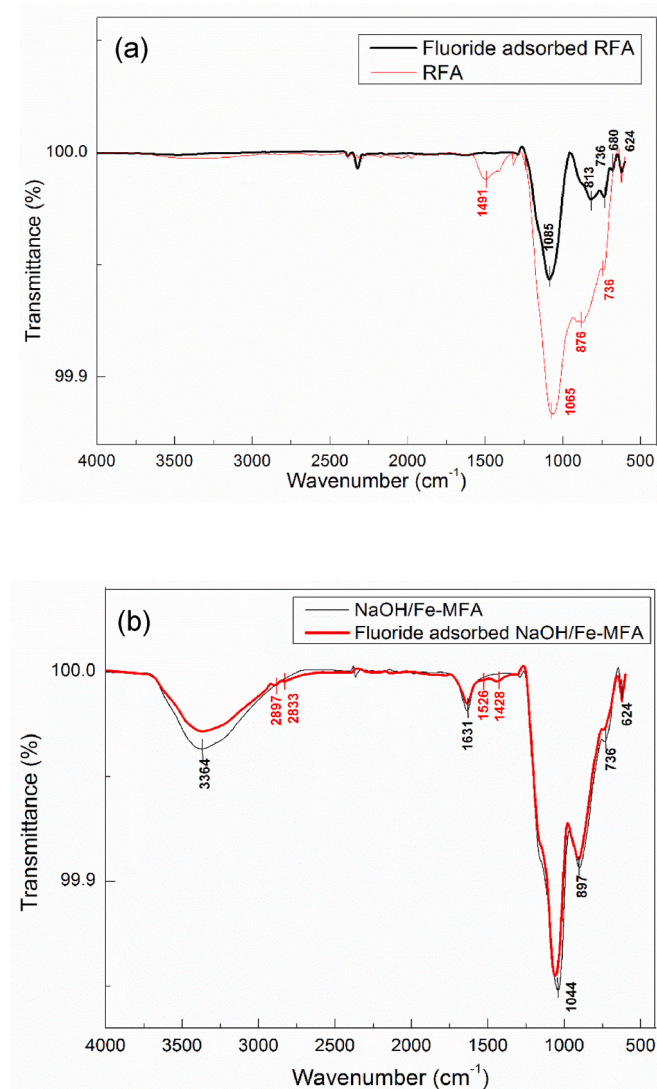 (a)
Fluoride adsorbed RFA
RFA
100.0
99.9
Transmittance (%)
1491
1085
1065
876
813
736
736
680
624
4000 3500 3000 2500 2000 1500 1000 500
Wavenumber (cm-1)
(b)
NaOH/Fe-MFA
Fluoride adsorbed NaOH/Fe-MFA
100.0
99.9
Transmittance (%)
3364
2897
2833
1631
1526
1428
1044
897
736
624
4000 3500 3000 2500 2000 1500 1000 500
Wavenumber (cm-1)